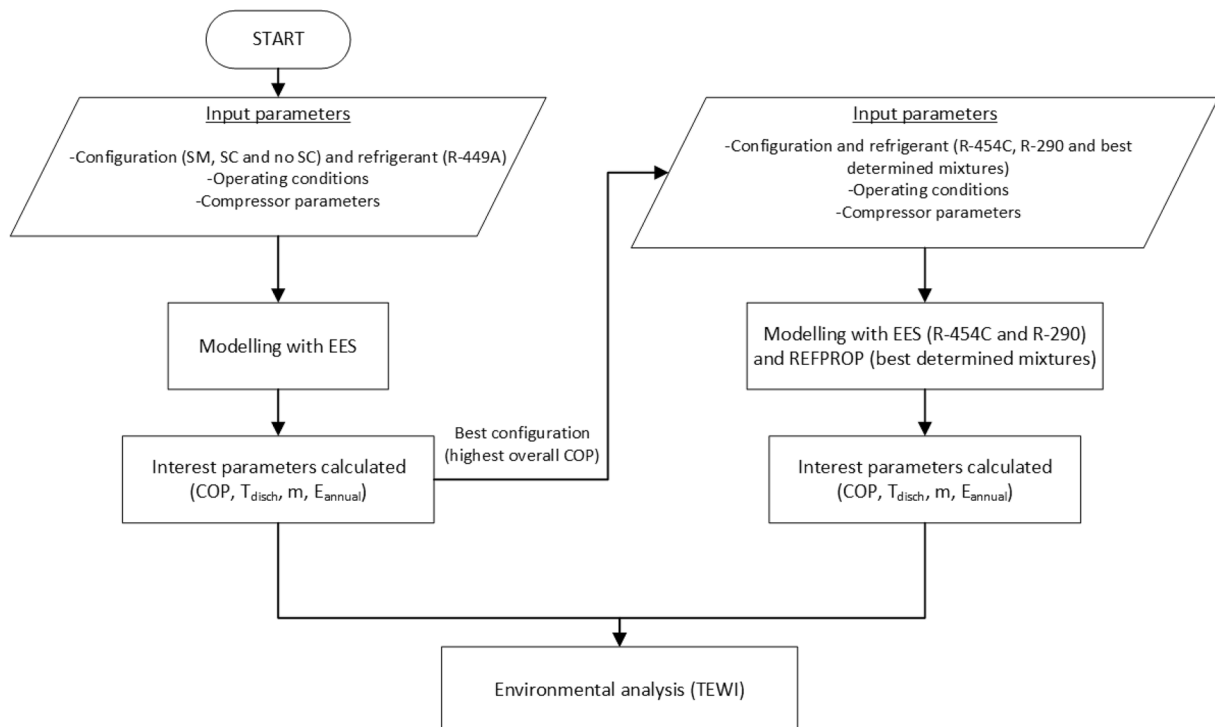 START
Input parameters
-Configuration (SM, SC and no SC) and refrigerant (R-449A)
-Operating conditions
-Compressor parameters
Modelling with EES
Interest parameters calculated
(COP, Tdisch, m, Eannual)
Best configuration
(highest overall COP)
Input parameters
-Configuration and refrigerant (R-454C, R-290 and best
determined mixtures)
-Operating conditions
-Compressor parameters
Modelling with EES (R-454C and R-290)
and REFPROP (best determined mixtures)
Interest parameters calculated
(COP, Tdisch, m, Eannual)
Environmental analysis (TEWI)